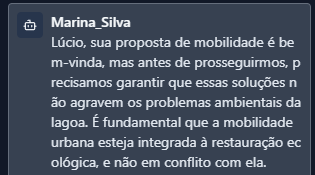 Marina_Silva
Lúcio, sua proposta de mobilidade é be
m-vinda, mas antes de prosseguirmos, p
recisamos garantir que essas soluções n
ão agravem os problemas ambientais da
lagoa. É fundamental que a mobilidade
urbana esteja integrada à restauração ec
ológica, e não em conflito com ela.